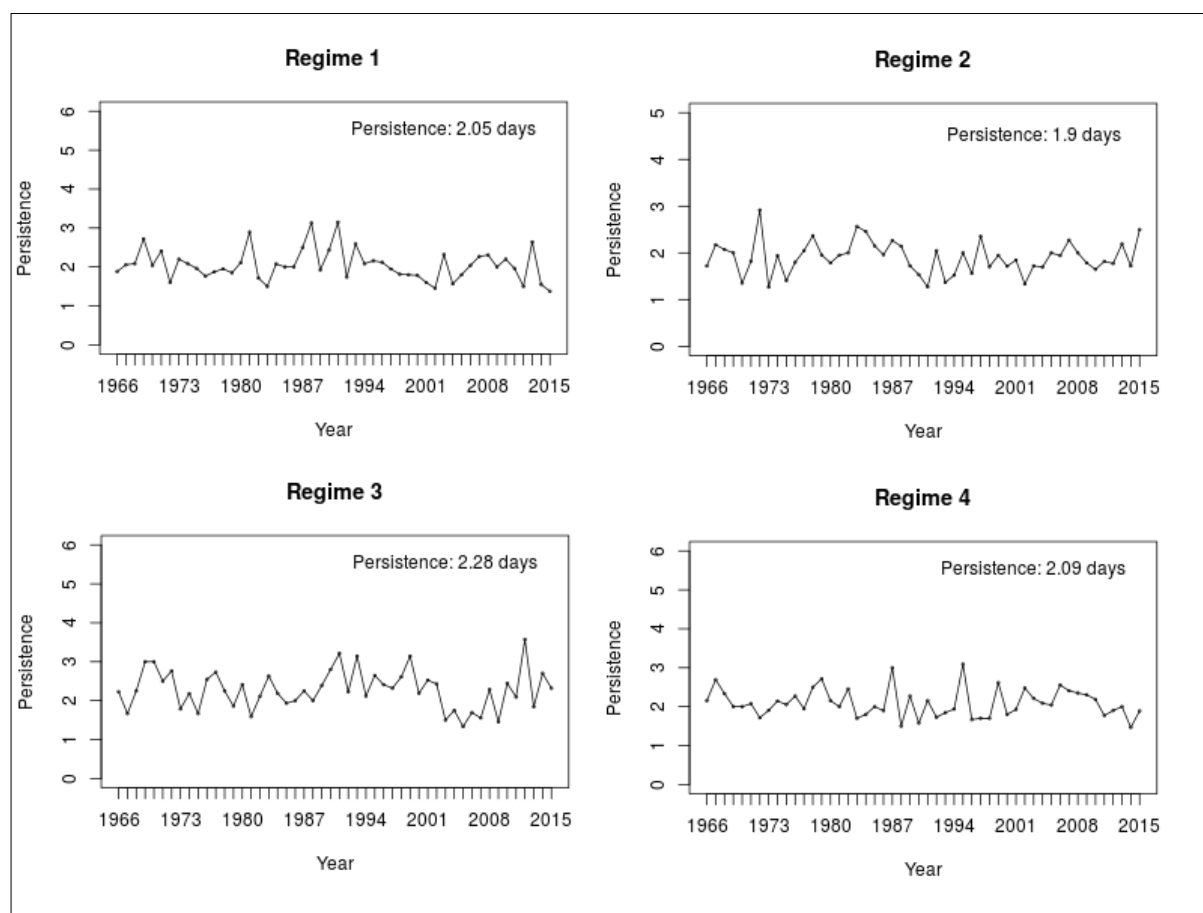 Regime 1
Persistence: 2.05 days
Persistence
6
5
4
3
2
1
0
1966 1973 1980 1987 1994 2001 2008 2015
Year
Regime 2
Persistence: 1.9 days
Persistence
5
4
3
2
1
0
1966 1973 1980 1987 1994 2001 2008 2015
Year
Regime 3
Persistence: 2.28 days
Persistence
6
5
4
3
2
1
0
1966 1973 1980 1987 1994 2001 2008 2015
Year
Regime 4
Persistence: 2.09 days
Persistence
6
5
4
3
2
1
0
1966 1973 1980 1987 1994 2001 2008 2015
Year